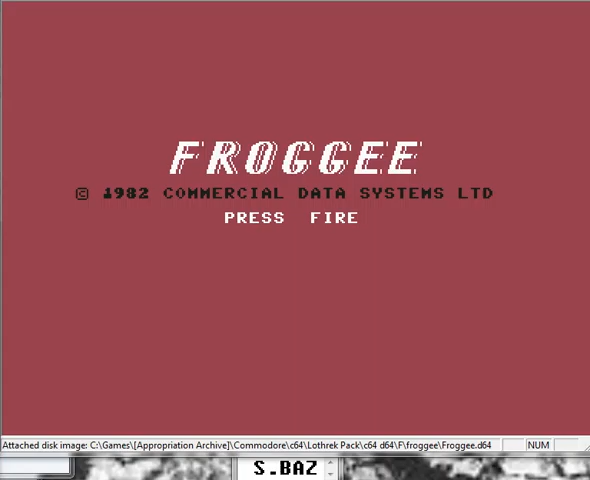 FROGGEE
© 1982 COMMERCIAL DATA SYSTEMS LTD
PRESS FIRE
Attached disk image: C:\Games\[Appropriation Archive]\Commodore\c64\Lothrek Pack\c64 d64\F\froggee\Froggee.d64 NUM
S.BAZ